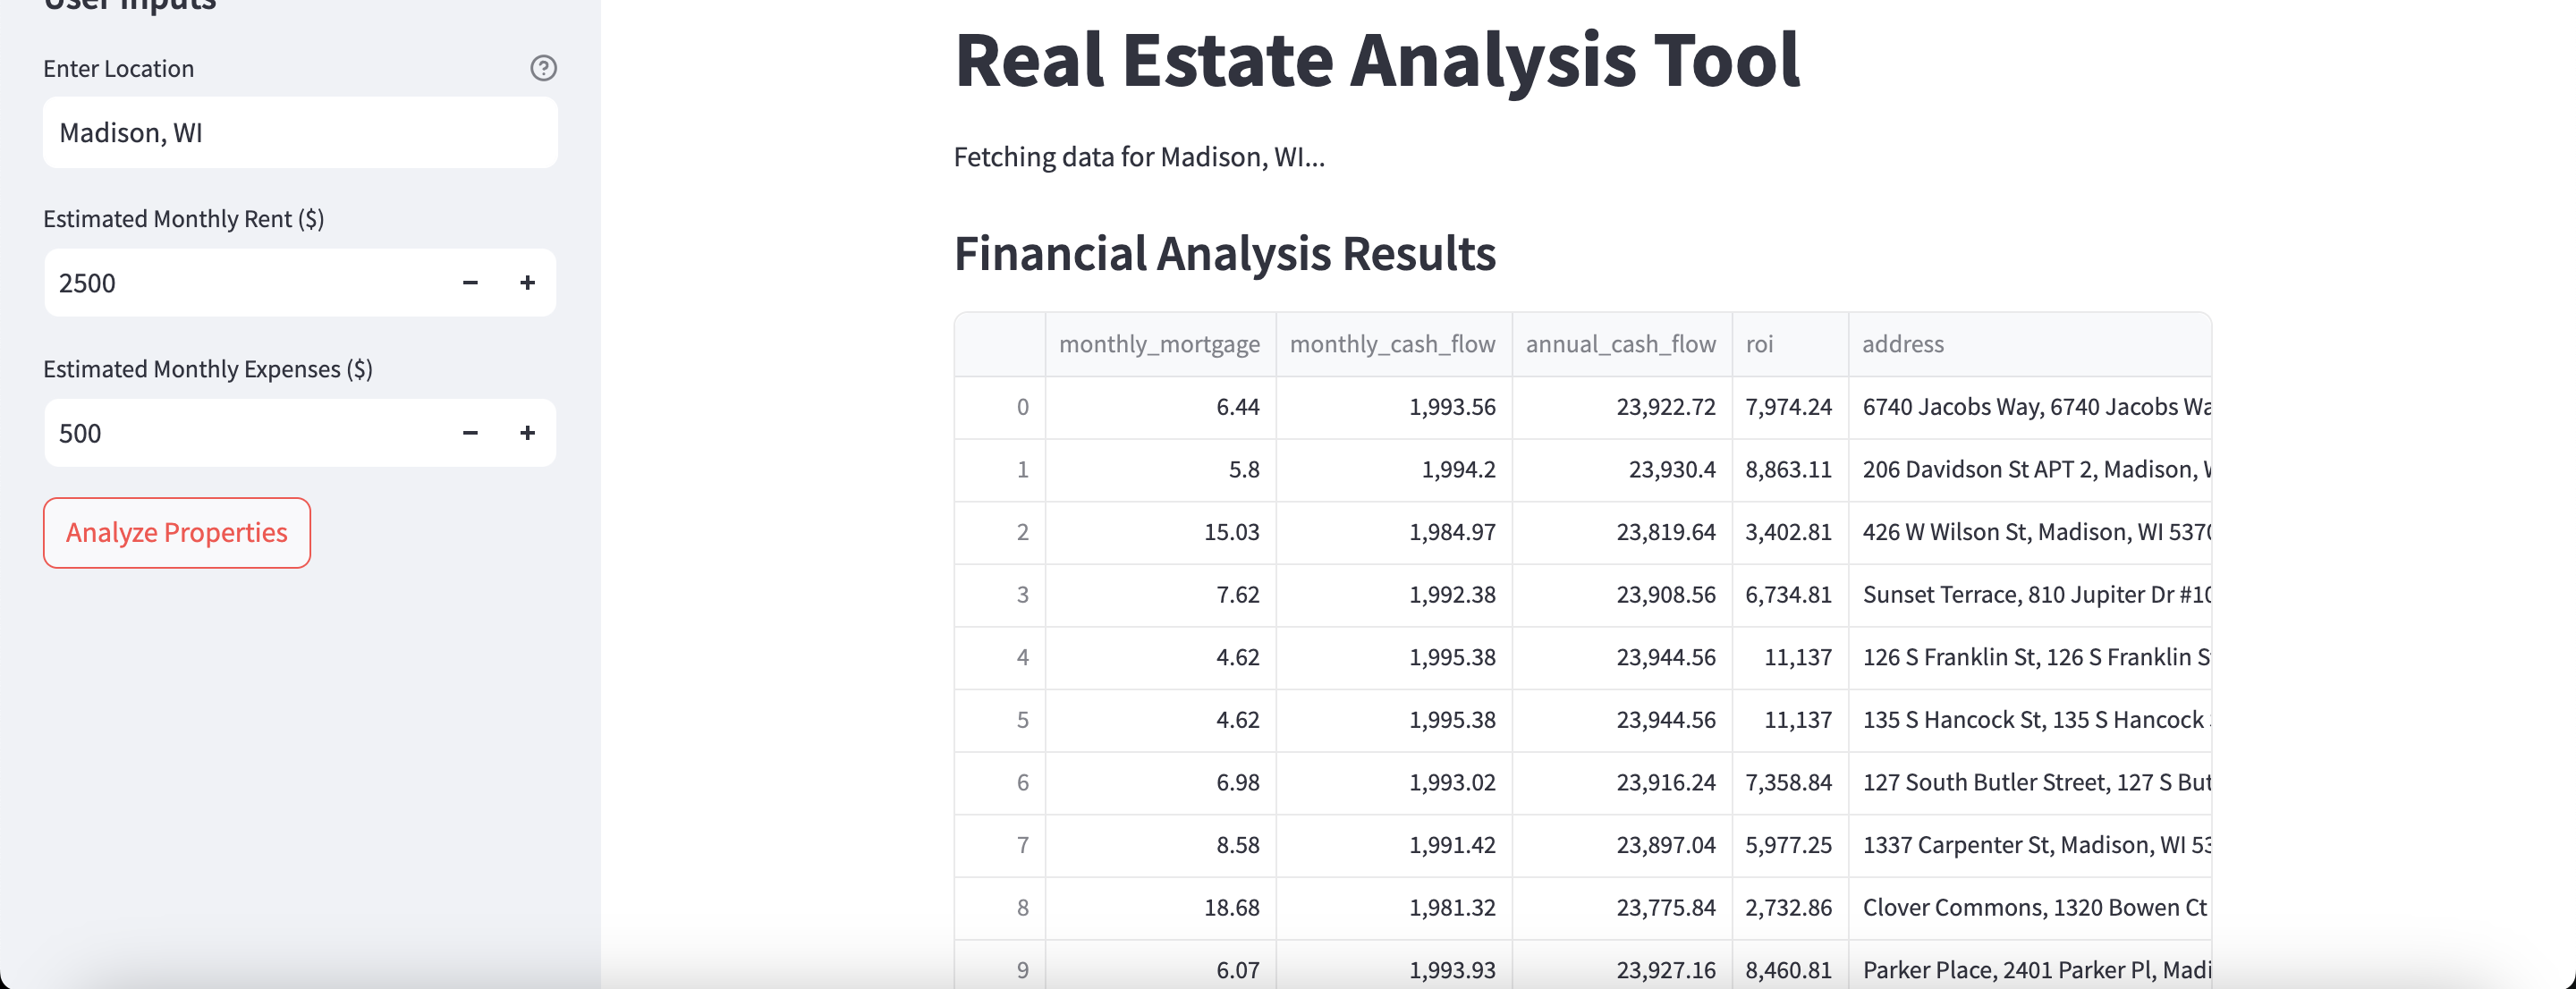 User Inputs
Enter Location
Madison, WI
Estimated Monthly Rent ($)
2500
Estimated Monthly Expenses ($)
500
Analyze Properties
Real Estate Analysis Tool
Fetching data for Madison, WI...
Financial Analysis Results
monthly_mortgage monthly_cash_flow annual_cash_flow roi address
0 6.44 1,993.56 23,922.72 7,974.24 6740 Jacobs Way, 6740 Jacobs Wa
1 5.8 1,994.2 23,930.4 8,863.11 206 Davidson St APT 2, Madison,
2 15.03 1,984.97 23,819.64 3,402.81 426 W Wilson St, Madison, WI 5370
3 7.62 1,992.38 23,908.56 6,734.81 Sunset Terrace, 810 Jupiter Dr #10
4 4.62 1,995.38 23,944.56 11,137 126 S Franklin St, 126 S Franklin S
5 4.62 1,995.38 23,944.56 11,137 135 S Hancock St, 135 S Hancock
6 6.98 1,993.02 23,916.24 7,358.84 127 South Butler Street, 127 S But
7 8.58 1,991.42 23,897.04 5,977.25 1337 Carpenter St, Madison, WI 53
8 18.68 1,981.32 23,775.84 2,732.86 Clover Commons, 1320 Bowen Ct
9 6.07 1,993.93 23,927.16 8,460.81 Parker Place, 2401 Parker Pl, Madi